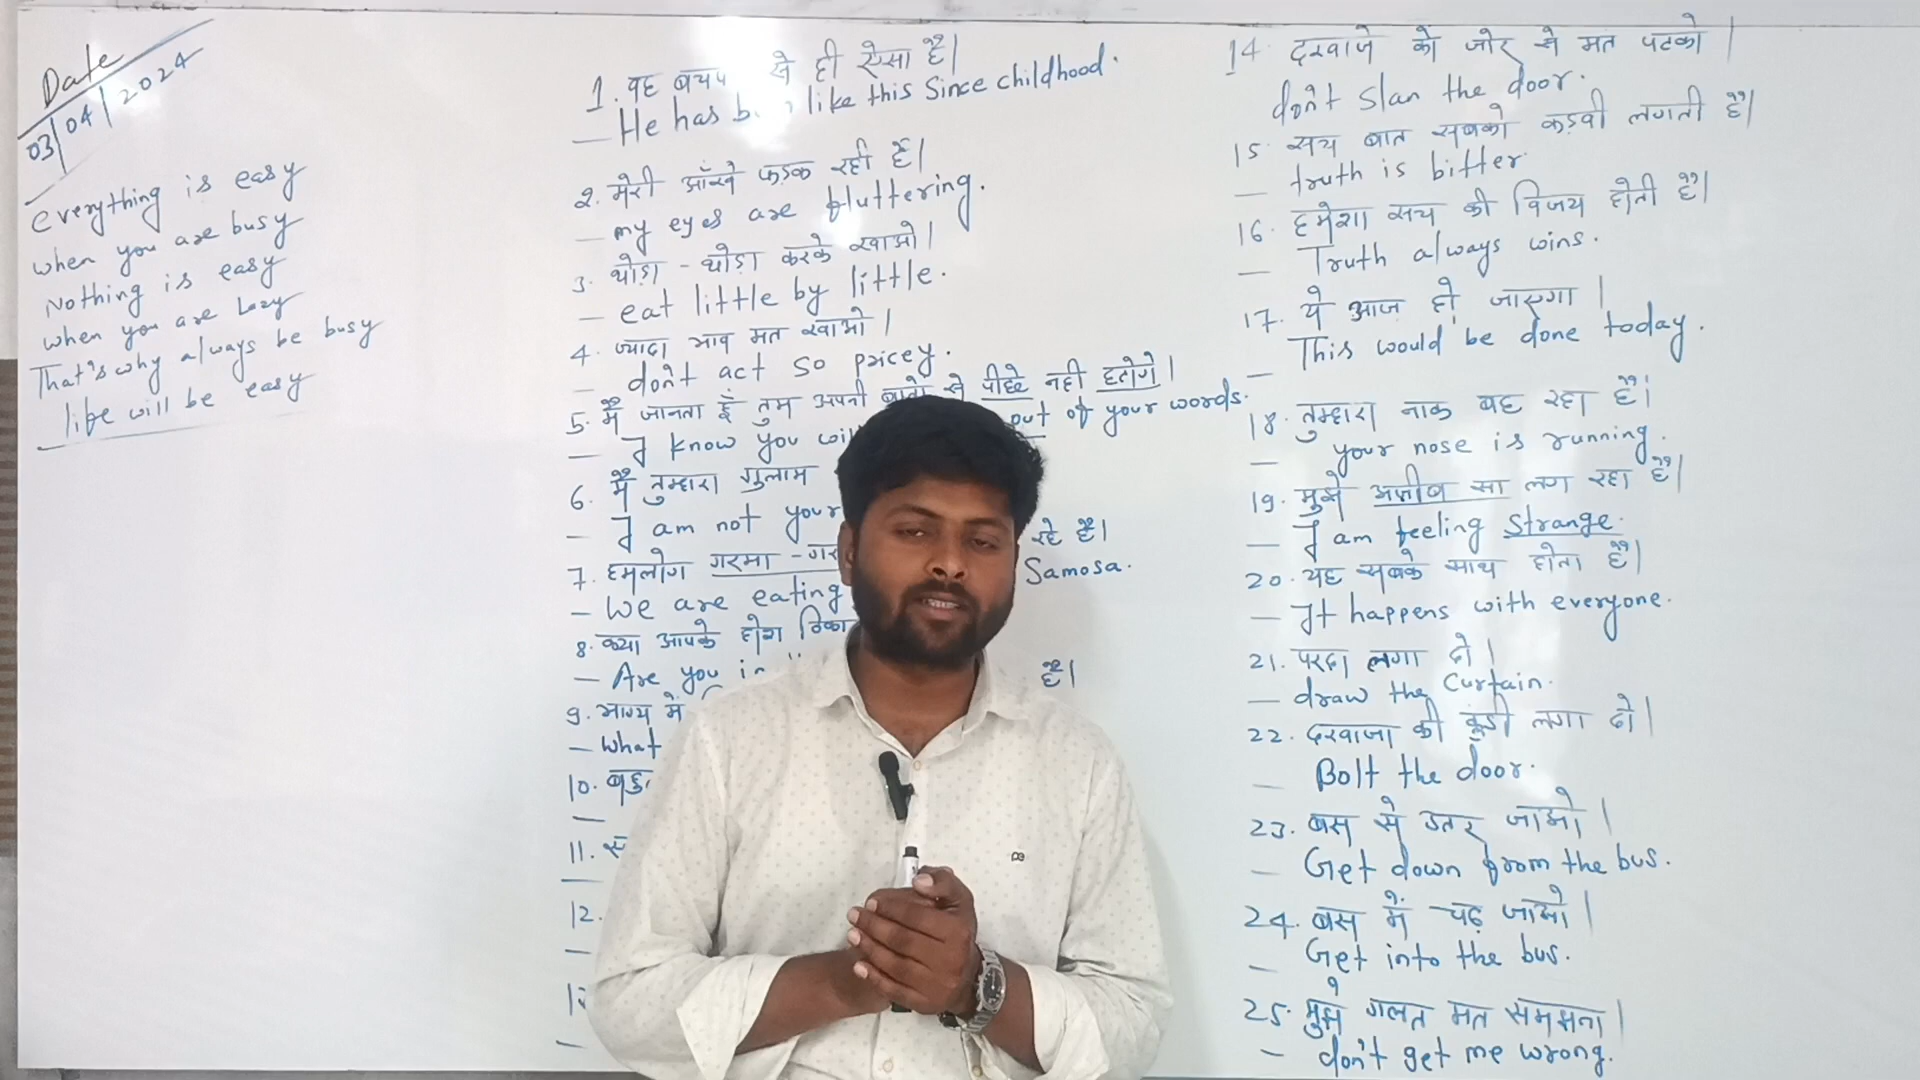 Date
03/04/2024
everything is easy
when you are busy
Nothing is easy
when you are Lazy
That's why always be busy
life will be easy
1. वह से ही ऐसा है।
— He has like this Since childhood.
2. मेरी आँखे फड़क रही हैं।
— my eyes are fluttering.
3. थोड़ा - थोड़ा करके खाओ।
— eat little by little.
4. ज्यादा भाव मत खाओ।
— don't act so pricey.
5. मैं जानता हूँ तुम अपनी बातो से पीछे नही हटोगे।
— I know you out of your words.
6. मैं तुम्हारा गुलाम
— I am not your
7. हमलोग गरमा - रहे हैं।
— We are eating Samosa.
8. क्या आपके होश
— Are you है।
9. भाग्य में
— what
10.
—
11.
—
12.
—
—
14. दरवाजे को जोर से मत पटको।
don't slan the door.
15. सच बात सबको कड़वी लगती है।
— truth is bitter
16. हमेशा सच की विजय होती है।
— Truth always wins.
17. ये आज हो जाएगा।
— This would be done today.
18. तुम्हारा नाक बह रहा है।
— your nose is running.
19. मुझे अजीब सा लग रहा है।
— I am feeling strange.
20. यह सबके साथ होता है।
— It happens with everyone.
21. परदा लगा दो।
— draw the Curtain.
22. दरवाजा की कुंडी लगा दो।
— Bolt the door.
23. बस से उतर जाओ।
— Get down from the bus.
24. बस में चढ़ जाओ।
— Get into the bus.
25. मुझे गलत मत समझना।
— don't get me wrong.